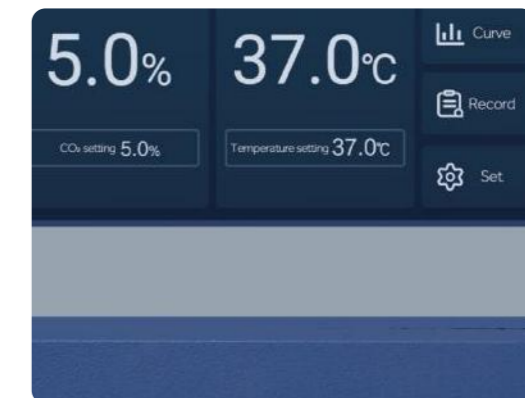 5.0%
CO₂ setting 5.0%
37.0℃
Temperature setting 37.0℃
Curve
Record
Set